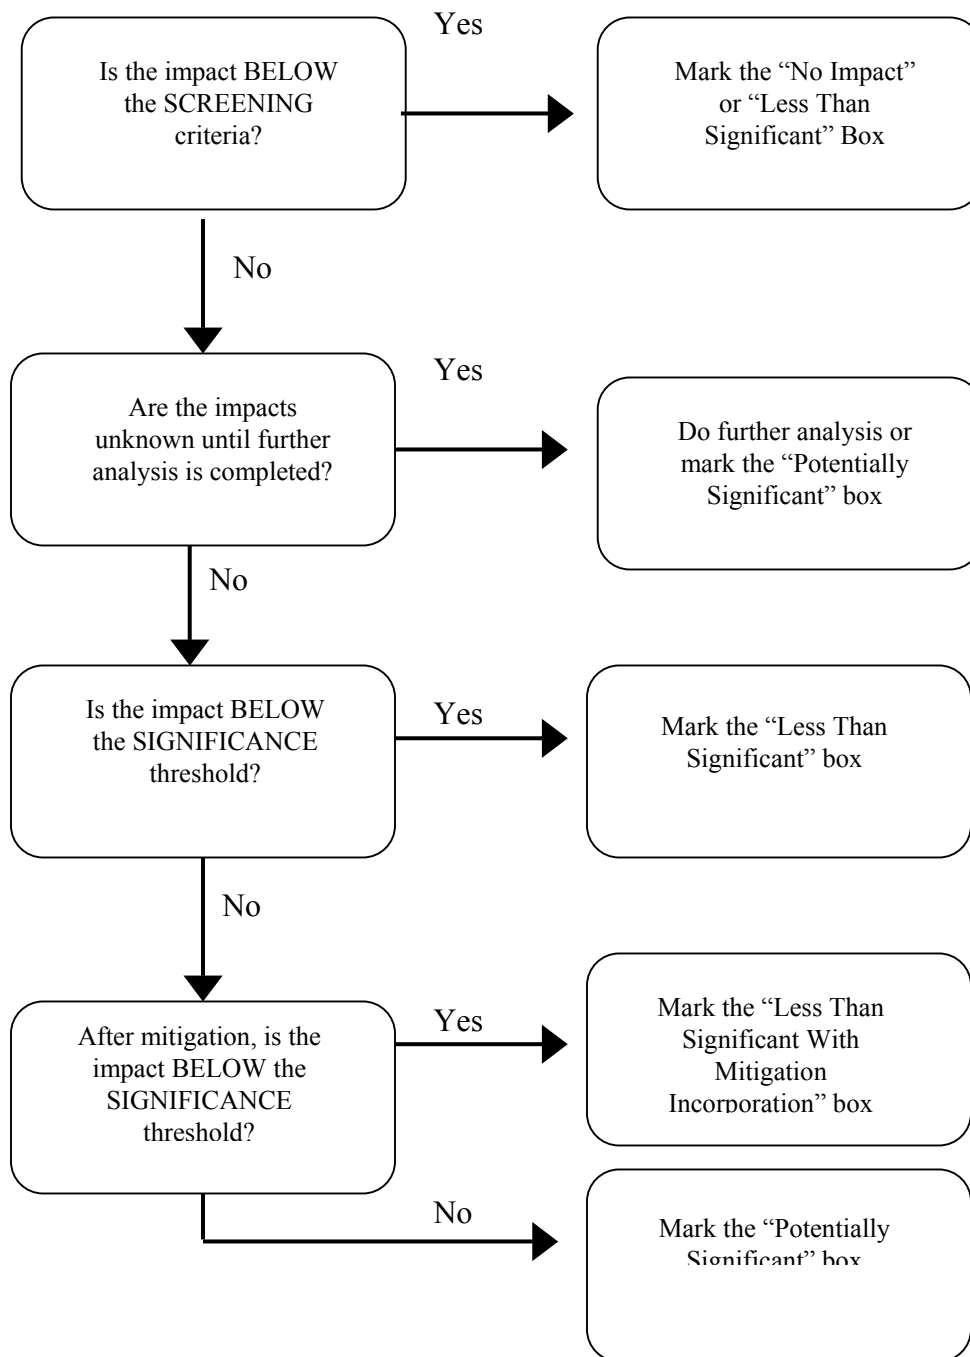 Is the impact BELOW
the SCREENING
criteria?
Yes
Mark the “No Impact”
or “Less Than
Significant” Box
No
Are the impacts
unknown until further
analysis is completed?
Yes
Do further analysis or
mark the “Potentially
Significant” box
No
Is the impact BELOW
the SIGNIFICANCE
threshold?
Yes
Mark the “Less Than
Significant” box
No
After mitigation, is the
impact BELOW the
SIGNIFICANCE
threshold?
Yes
Mark the “Less Than
Significant With
Mitigation
Incorporation” box
No
Mark the “Potentially
Significant” box